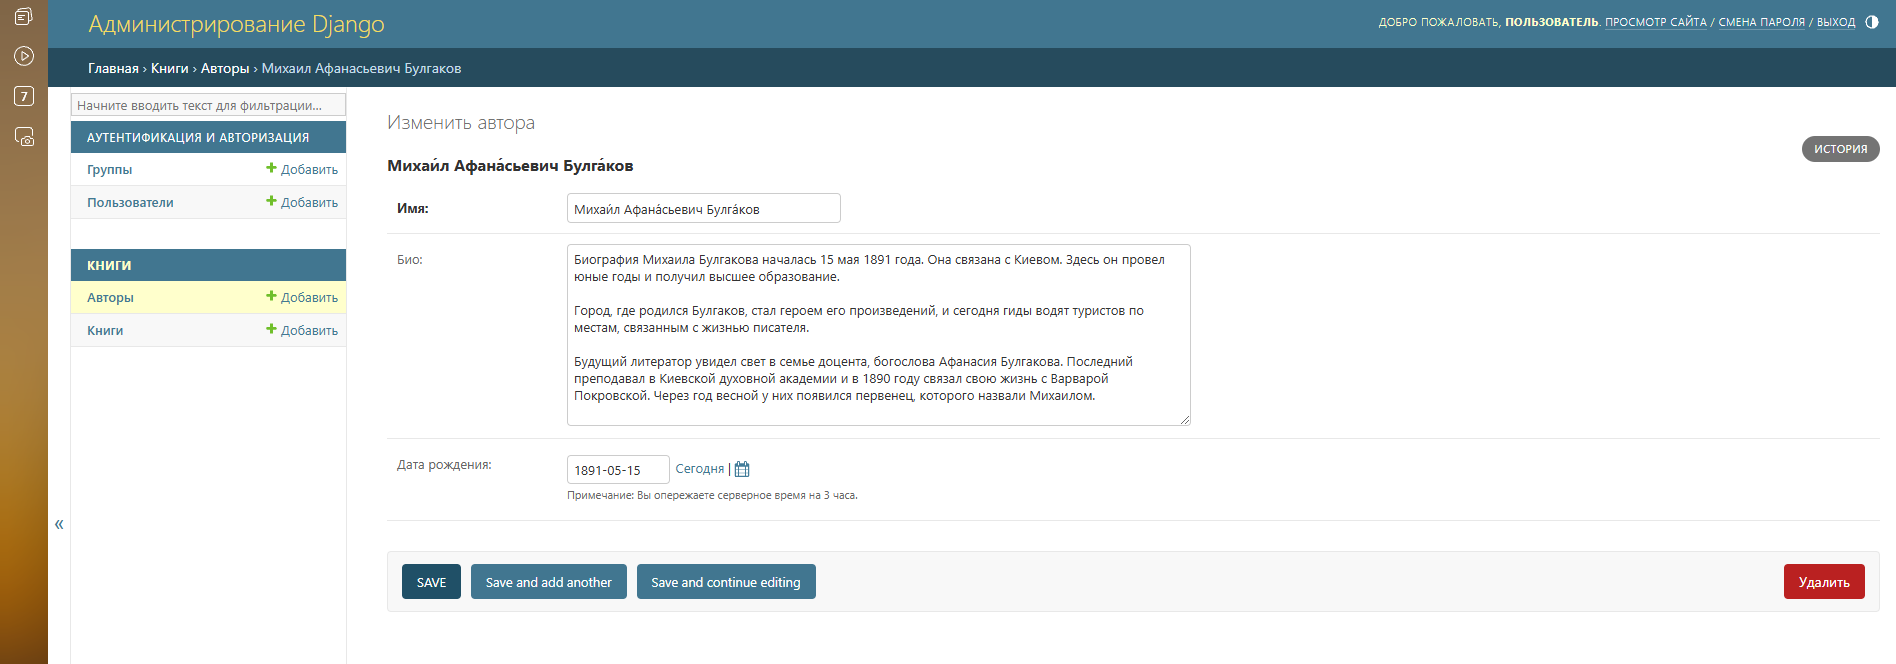 Администрирование Django
ДОБРО ПОЖАЛОВАТЬ, ПОЛЬЗОВАТЕЛЬ. ПРОСМОТР САЙТА / СМЕНА ПАРОЛЯ / ВЫХОД
Главная › Книги › Авторы › Михаил Афанасьевич Булгаков
7
Начните вводить текст для фильтрации...
АУТЕНТИФИКАЦИЯ И АВТОРИЗАЦИЯ
Группы Добавить
Пользователи Добавить
КНИГИ
Авторы Добавить
Книги Добавить
«
Изменить автора
ИСТОРИЯ
Михаи́л Афана́сьевич Булга́ков
Имя: Михаи́л Афана́сьевич Булга́ков
Био:
Биография Михаила Булгакова началась 15 мая 1891 года. Она связана с Киевом. Здесь он провел
юные годы и получил высшее образование.
Город, где родился Булгаков, стал героем его произведений, и сегодня гиды водят туристов по
местам, связанным с жизнью писателя.
Будущий литератор увидел свет в семье доцента, богослова Афанасия Булгакова. Последний
преподавал в Киевской духовной академии и в 1890 году связал свою жизнь с Варварой
Покровской. Через год весной у них появился первенец, которого назвали Михаилом.
Дата рождения: 1891-05-15 Сегодня |
Примечание: Вы опережаете серверное время на 3 часа.
SAVE Save and add another Save and continue editing Удалить